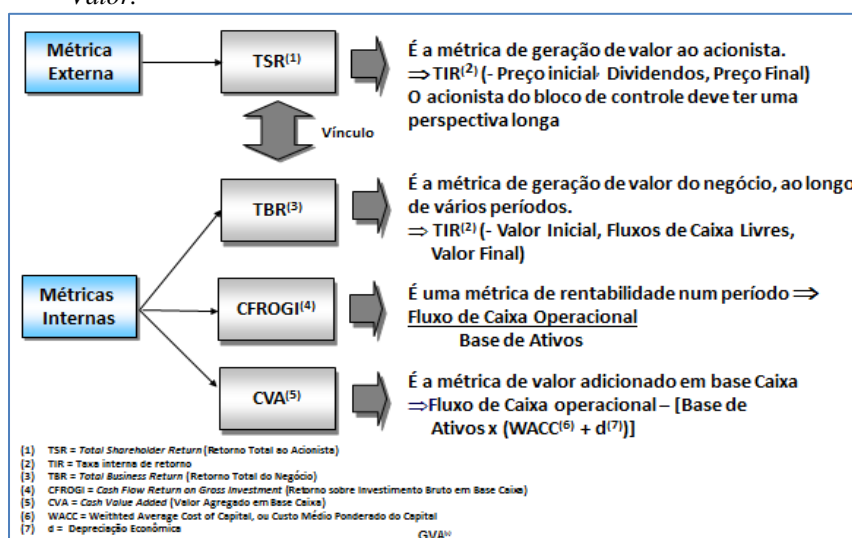 Valor.
Métrica
Externa
TSR(1)
É a métrica de geração de valor ao acionista.
⇒ TIR(2) (- Preço inicial, Dividendos, Preço Final)
O acionista do bloco de controle deve ter uma
perspectiva longa
Vínculo
TBR(3)
É a métrica de geração de valor do negócio, ao longo
de vários períodos.
⇒ TIR(2) (- Valor Inicial, Fluxos de Caixa Livres,
Valor Final)
Métricas
Internas
CFROGI(4)
É uma métrica de rentabilidade num período ⇒
Fluxo de Caixa Operacional
Base de Ativos
CVA(5)
É a métrica de valor adicionado em base Caixa
⇒Fluxo de Caixa operacional – [Base de
Ativos x (WACC(6) + d(7))]
(1) TSR = Total Shareholder Return (Retorno Total ao Acionista)
(2) TIR = Taxa interna de retorno
(3) TBR = Total Business Return (Retorno Total do Negócio)
(4) CFROGI = Cash Flow Return on Gross Investment (Retorno sobre Investimento Bruto em Base Caixa)
(5) CVA = Cash Value Added (Valor Agregado em Base Caixa)
(6) WACC = Weithted Average Cost of Capital, ou Custo Médio Ponderado do Capital
(7) d = Depreciação Econômica
GVA